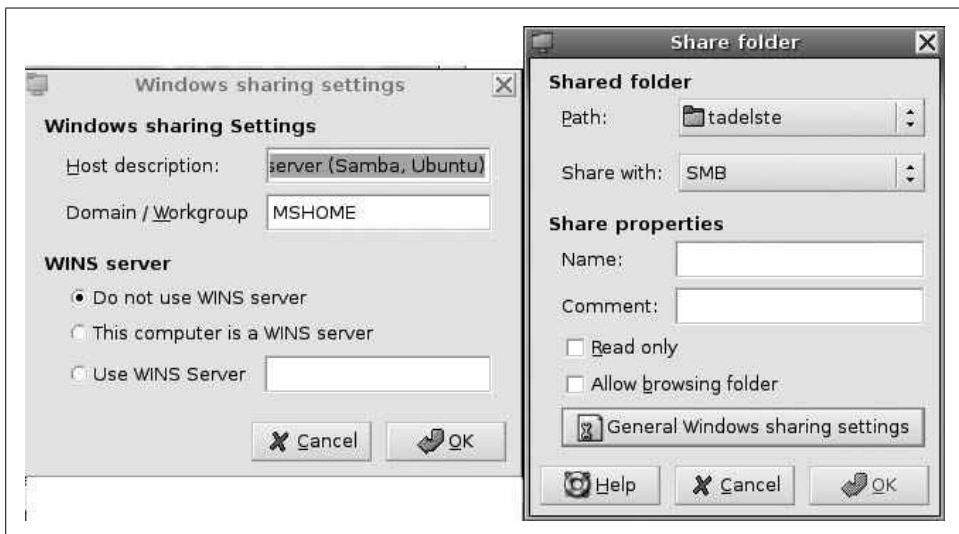 Windows sharing settings
Windows sharing Settings
Host description: server (Samba, Ubuntu)
Domain / Workgroup MSHOME
WINS server
Do not use WINS server
This computer is a WINS server
Use WINS Server
Cancel OK
Share folder
Shared folder
Path: tadelste
Share with: SMB
Share properties
Name:
Comment:
Read only
Allow browsing folder
General Windows sharing settings
Help Cancel OK